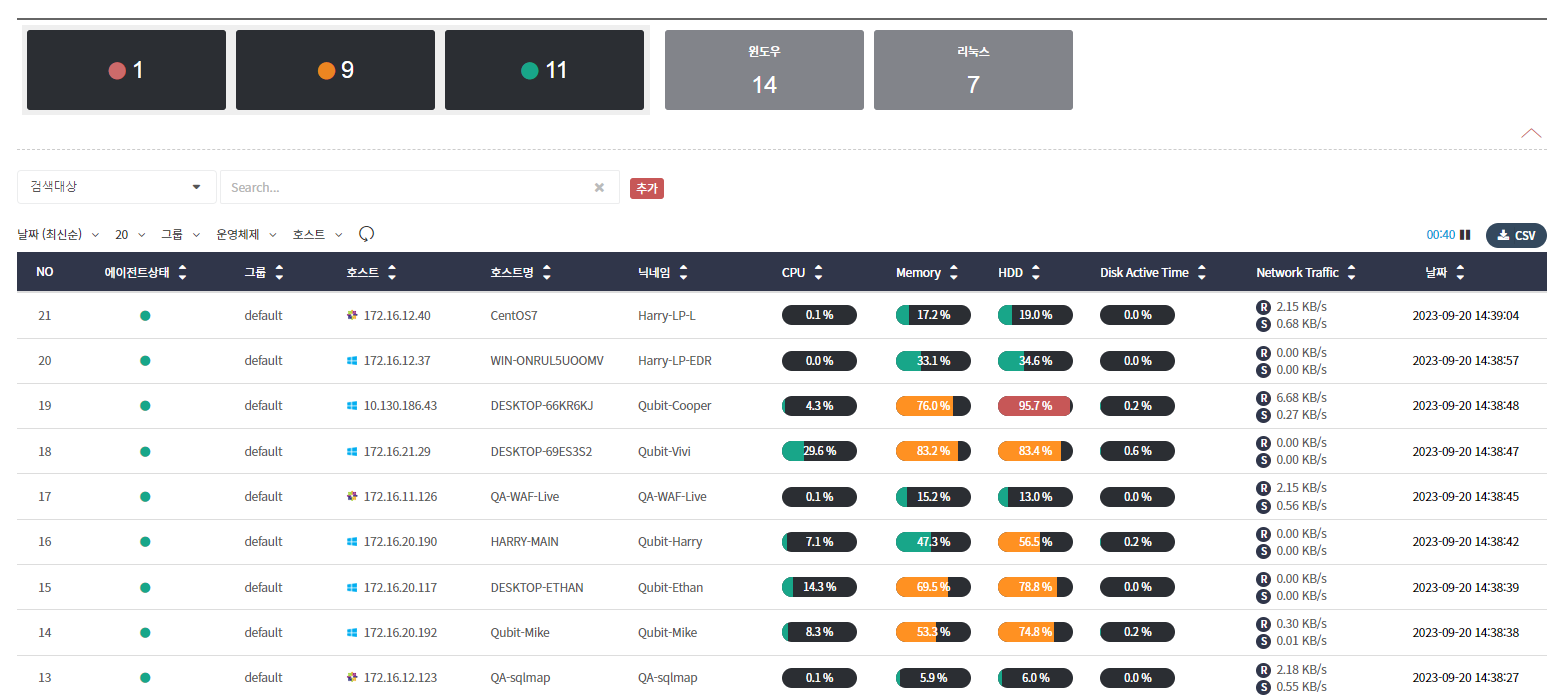 1
9
11
윈도우
14
리눅스
7
검색대상
Search...
추가
날짜 (최신순) 20 그룹 운영체제 호스트
00:40 CSV
NO 에이전트상태 그룹 호스트 호스트명 닉네임 CPU Memory HDD Disk Active Time Network Traffic 날짜
21 default 172.16.12.40 CentOS7 Harry-LP-L 0.1 % 17.2 % 19.0 % 0.0 % R 2.15 KB/s 2023-09-20 14:39:04
S 0.68 KB/s
20 default 172.16.12.37 WIN-ONRUL5UOOMV Harry-LP-EDR 0.0 % 33.1 % 34.6 % 0.0 % R 0.00 KB/s 2023-09-20 14:38:57
S 0.00 KB/s
19 default 10.130.186.43 DESKTOP-66KR6KJ Qubit-Cooper 4.3 % 76.0 % 95.7 % 0.2 % R 6.68 KB/s 2023-09-20 14:38:48
S 0.27 KB/s
18 default 172.16.21.29 DESKTOP-69ES3S2 Qubit-Vivi 29.6 % 83.2 % 83.4 % 0.6 % R 0.00 KB/s 2023-09-20 14:38:47
S 0.00 KB/s
17 default 172.16.11.126 QA-WAF-Live QA-WAF-Live 0.1 % 15.2 % 13.0 % 0.0 % R 2.15 KB/s 2023-09-20 14:38:45
S 0.56 KB/s
16 default 172.16.20.190 HARRY-MAIN Qubit-Harry 7.1 % 47.3 % 56.5 % 0.2 % R 0.00 KB/s 2023-09-20 14:38:42
S 0.00 KB/s
15 default 172.16.20.117 DESKTOP-ETHAN Qubit-Ethan 14.3 % 69.5 % 78.8 % 0.0 % R 0.00 KB/s 2023-09-20 14:38:39
S 0.00 KB/s
14 default 172.16.20.192 Qubit-Mike Qubit-Mike 8.3 % 53.3 % 74.8 % 0.2 % R 0.30 KB/s 2023-09-20 14:38:38
S 0.01 KB/s
13 default 172.16.12.123 QA-sqlmap QA-sqlmap 0.1 % 5.9 % 6.0 % 0.0 % R 2.18 KB/s 2023-09-20 14:38:27
S 0.55 KB/s